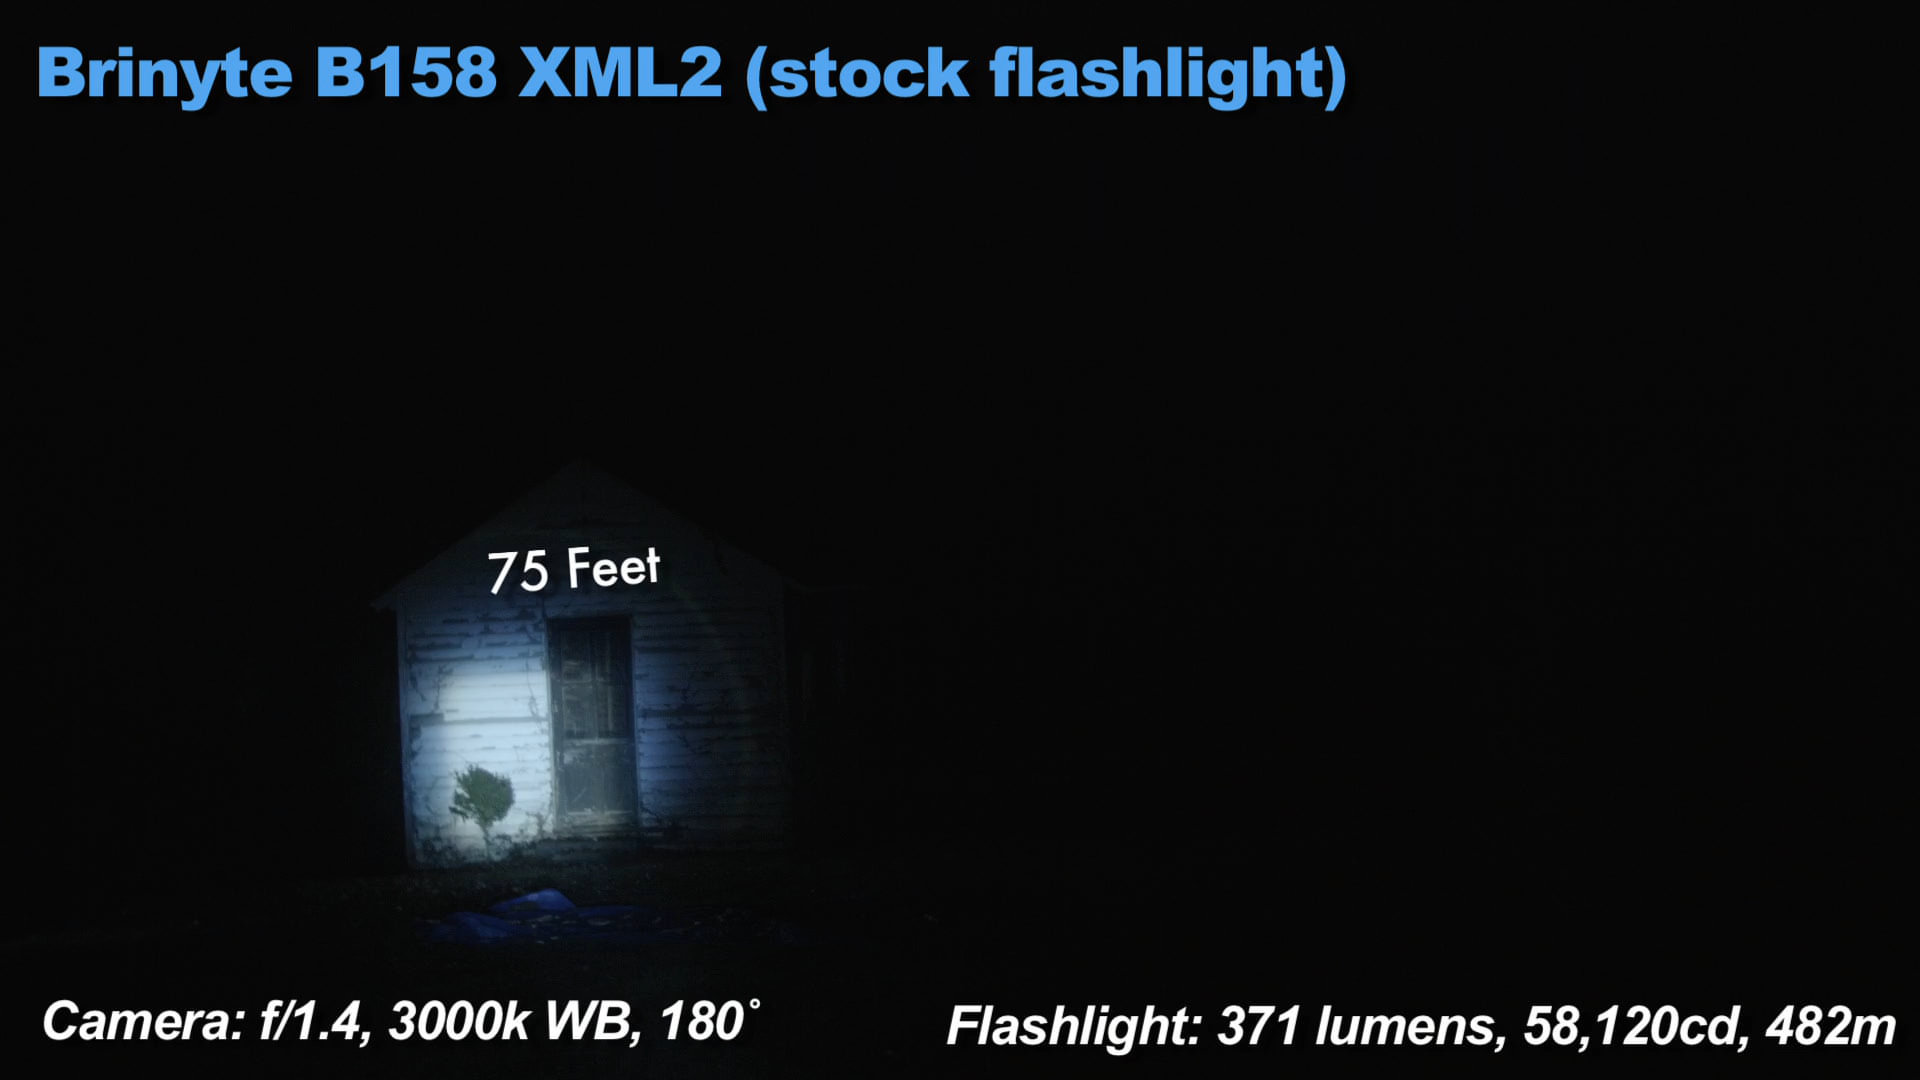 Brinyte B158 XML2 (stock flashlight)
75 Feet
Camera: f/1.4, 3000k WB, 180˚
Flashlight: 371 lumens, 58,120cd, 482m